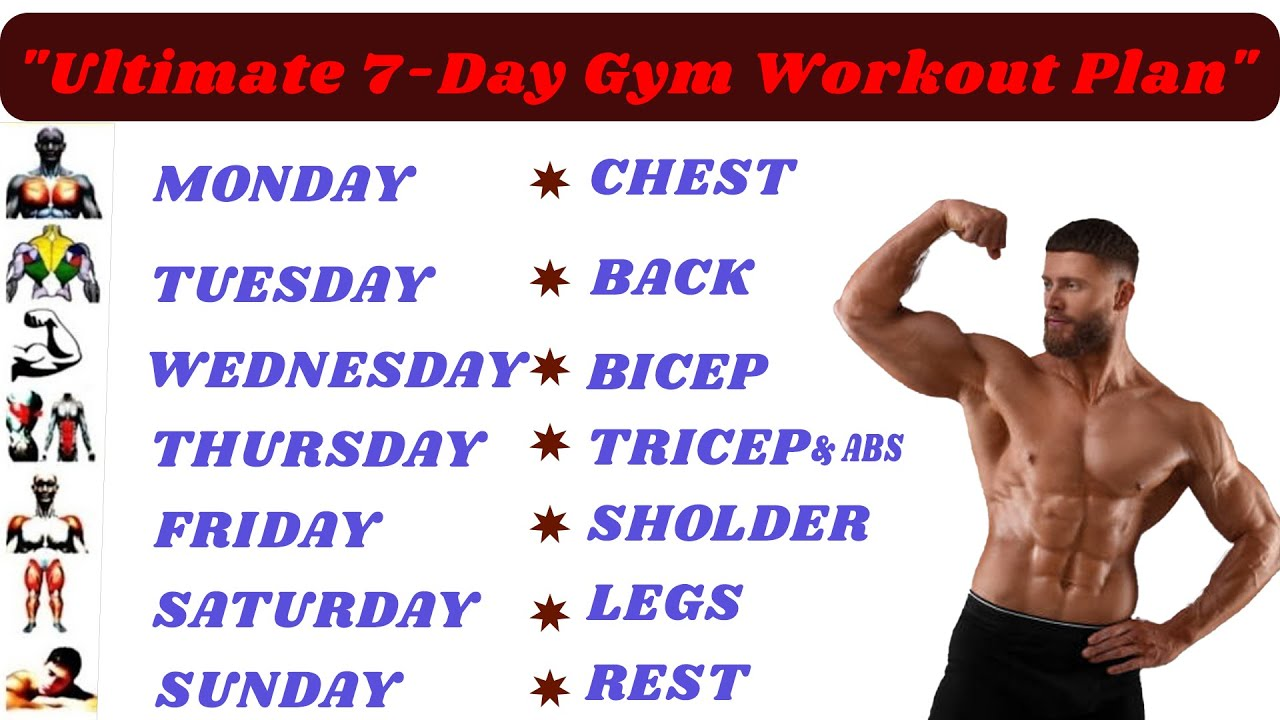 "Ultimate 7-Day Gym Workout Plan"
MONDAY ✷ CHEST
TUESDAY ✷ BACK
WEDNESDAY ✷ BICEP
THURSDAY ✷ TRICEP & ABS
FRIDAY ✷ SHOLDER
SATURDAY ✷ LEGS
SUNDAY ✷ REST